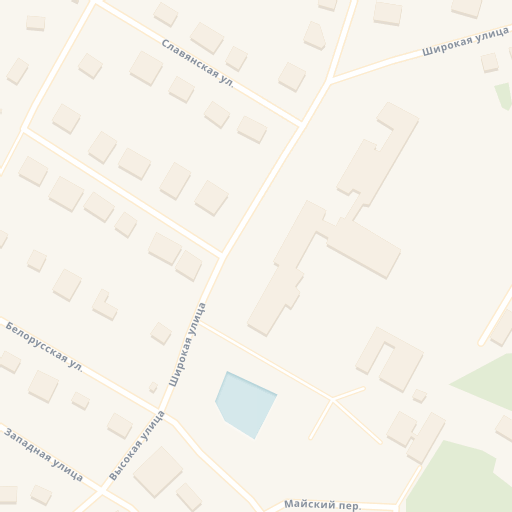 Славянская ул.
Широкая улица
Широкая улица
Белорусская ул.
Высокая улица
Западная улица
Майский пер.